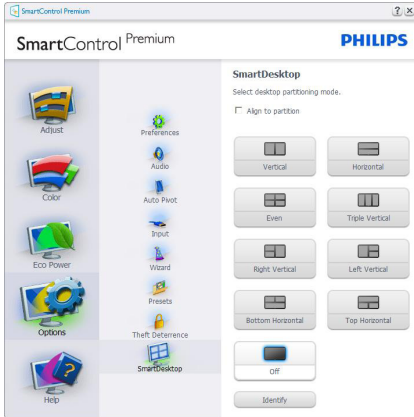 SmartControl Premium
SmartControl Premium
PHILIPS
Adjust
Color
Eco Power
Options
Help
Preferences
Audio
Auto Pivot
Input
Wizard
Presets
Theft Deterrence
SmartDesktop
SmartDesktop
Select desktop partitioning mode.
Align to partition
Vertical
Horizontal
Even
Triple Vertical
Right Vertical
Left Vertical
Bottom Horizontal
Top Horizontal
Off
Identify